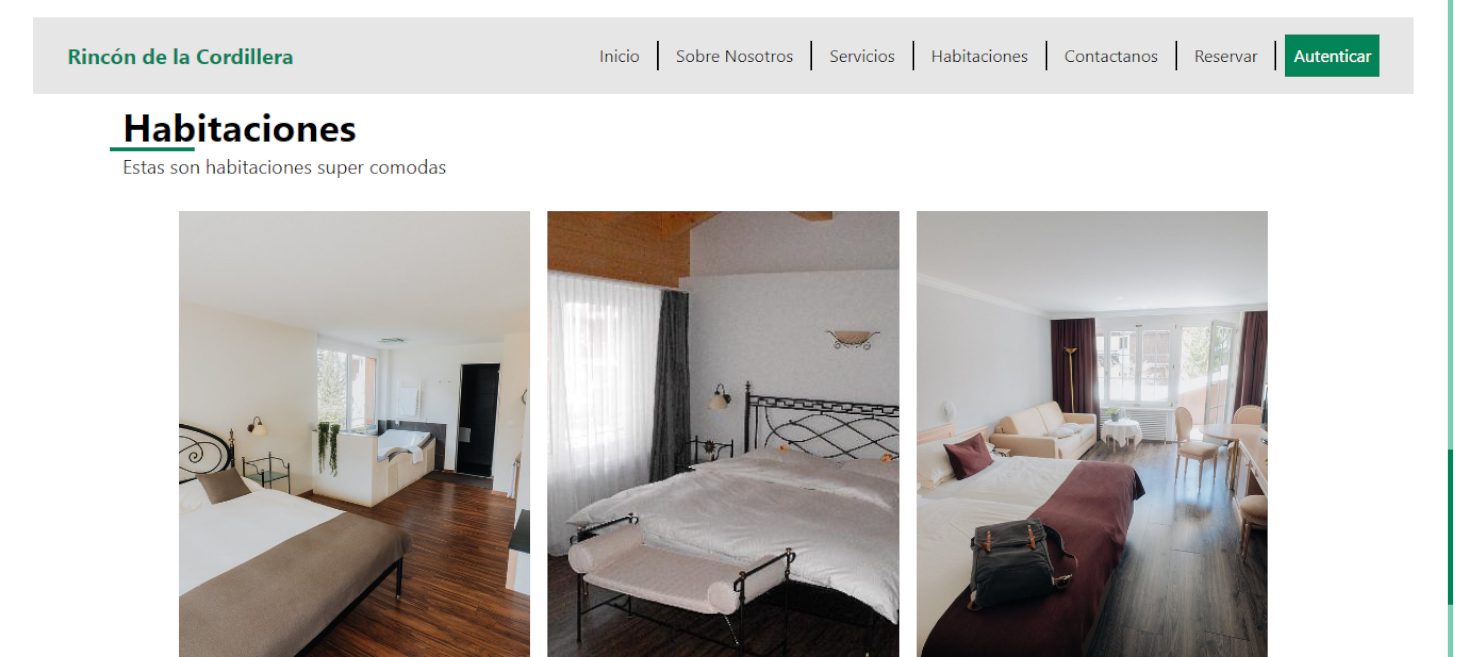 Rincón de la Cordillera
Inicio
Sobre Nosotros
Servicios
Habitaciones
Contactanos
Reservar
Autenticar
Habitaciones
Estas son habitaciones super comodas